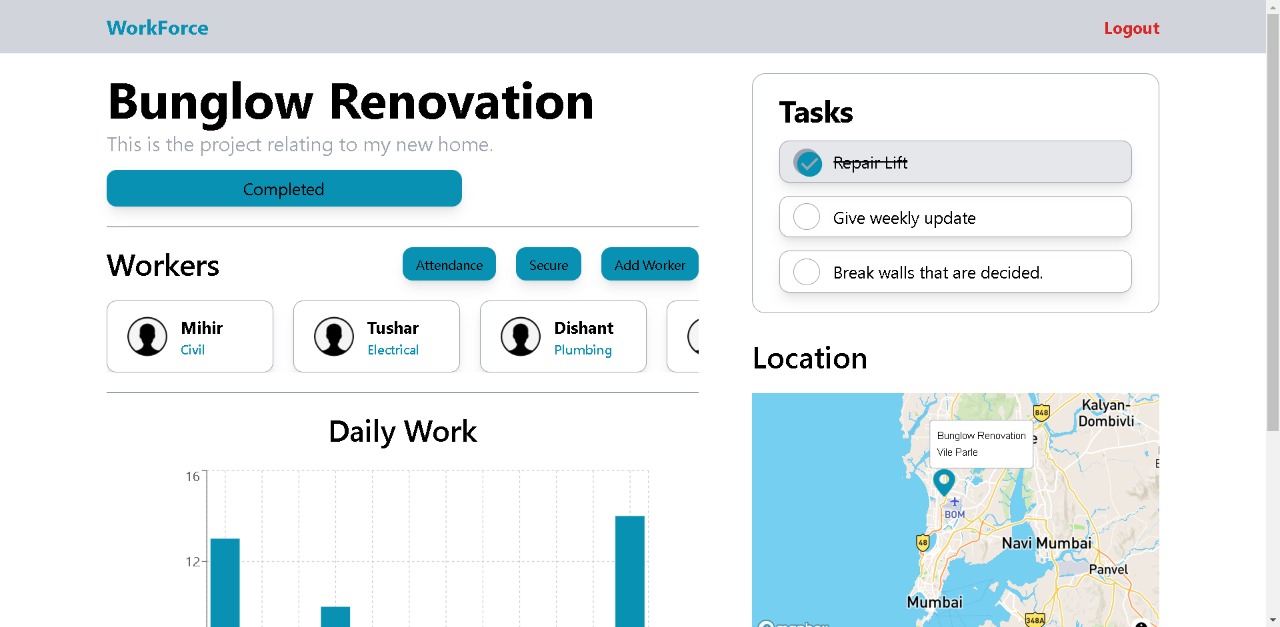 WorkForce
Logout
Bunglow Renovation
This is the project relating to my new home.
Completed
Workers
Attendance
Secure
Add Worker
Mihir
Civil
Tushar
Electrical
Dishant
Plumbing
Daily Work
16
12
Tasks
Repair Lift
Give weekly update
Break walls that are decided.
Location
848
Kalyan-
Dombivli
Bunglow Renovation
Vile Parle
BOM
48
Navi Mumbai
Panvel
Mumbai
348A
mapbox